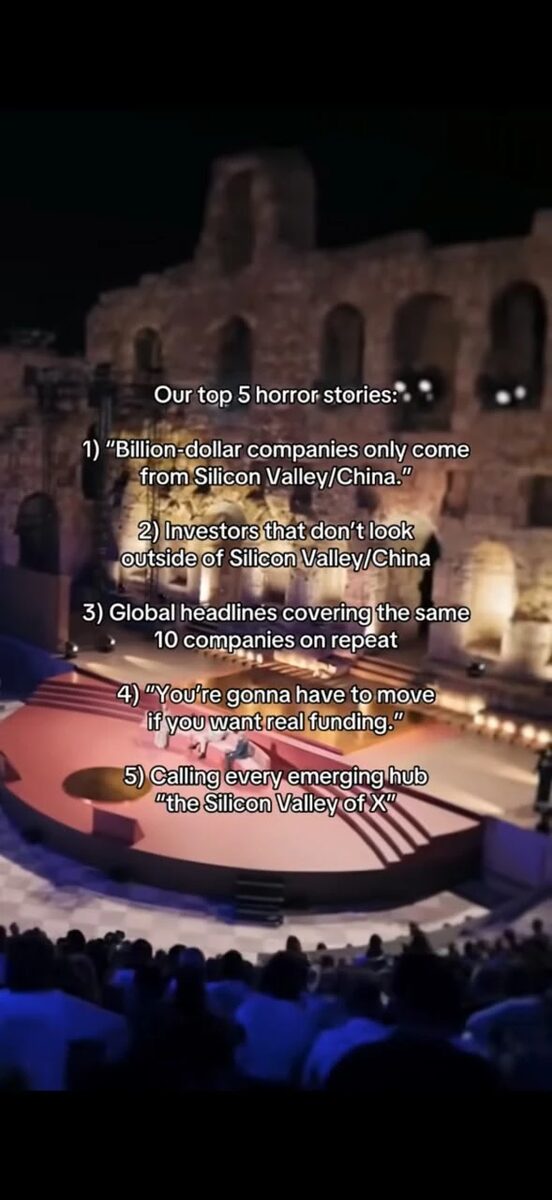 Our top 5 horror stories:
1) “Billion-dollar companies only come
from Silicon Valley/China.”
2) Investors that don’t look
outside of Silicon Valley/China
3) Global headlines covering the same
10 companies on repeat
4) “You’re gonna have to move
if you want real funding.”
5) Calling every emerging hub
“the Silicon Valley of X”